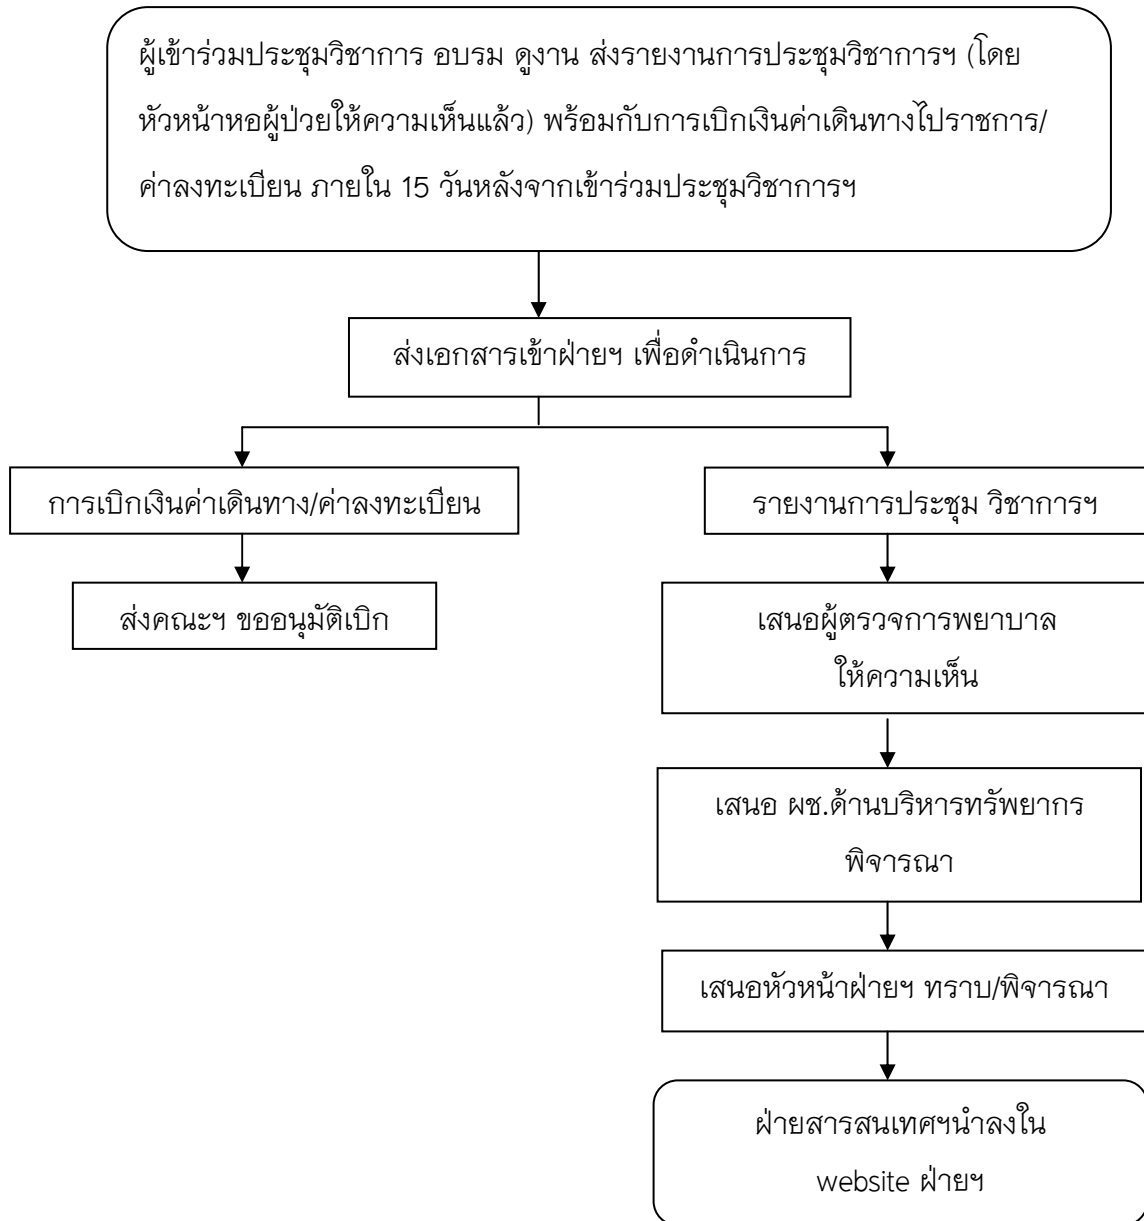 ผู้เข้าร่วมประชุมวิชาการ อบรม ดูงาน ส่งรายงานการประชุมวิชาการฯ (โดย
หัวหน้าหอผู้ป่วยให้ความเห็นแล้ว) พร้อมกับการเบิกเงินค่าเดินทางไปราชการ/
ค่าลงทะเบียน ภายใน 15 วันหลังจากเข้าร่วมประชุมวิชาการฯ
ส่งเอกสารเข้าฝ่ายฯ เพื่อดำเนินการ
การเบิกเงินค่าเดินทาง/ค่าลงทะเบียน
ส่งคณะฯ ขออนุมัติเบิก
รายงานการประชุม วิชาการฯ
เสนอผู้ตรวจการพยาบาล
ให้ความเห็น
เสนอ ผช.ด้านบริหารทรัพยากร
พิจารณา
เสนอหัวหน้าฝ่ายฯ ทราบ/พิจารณา
ฝ่ายสารสนเทศฯนำลงใน
website ฝ่ายฯ